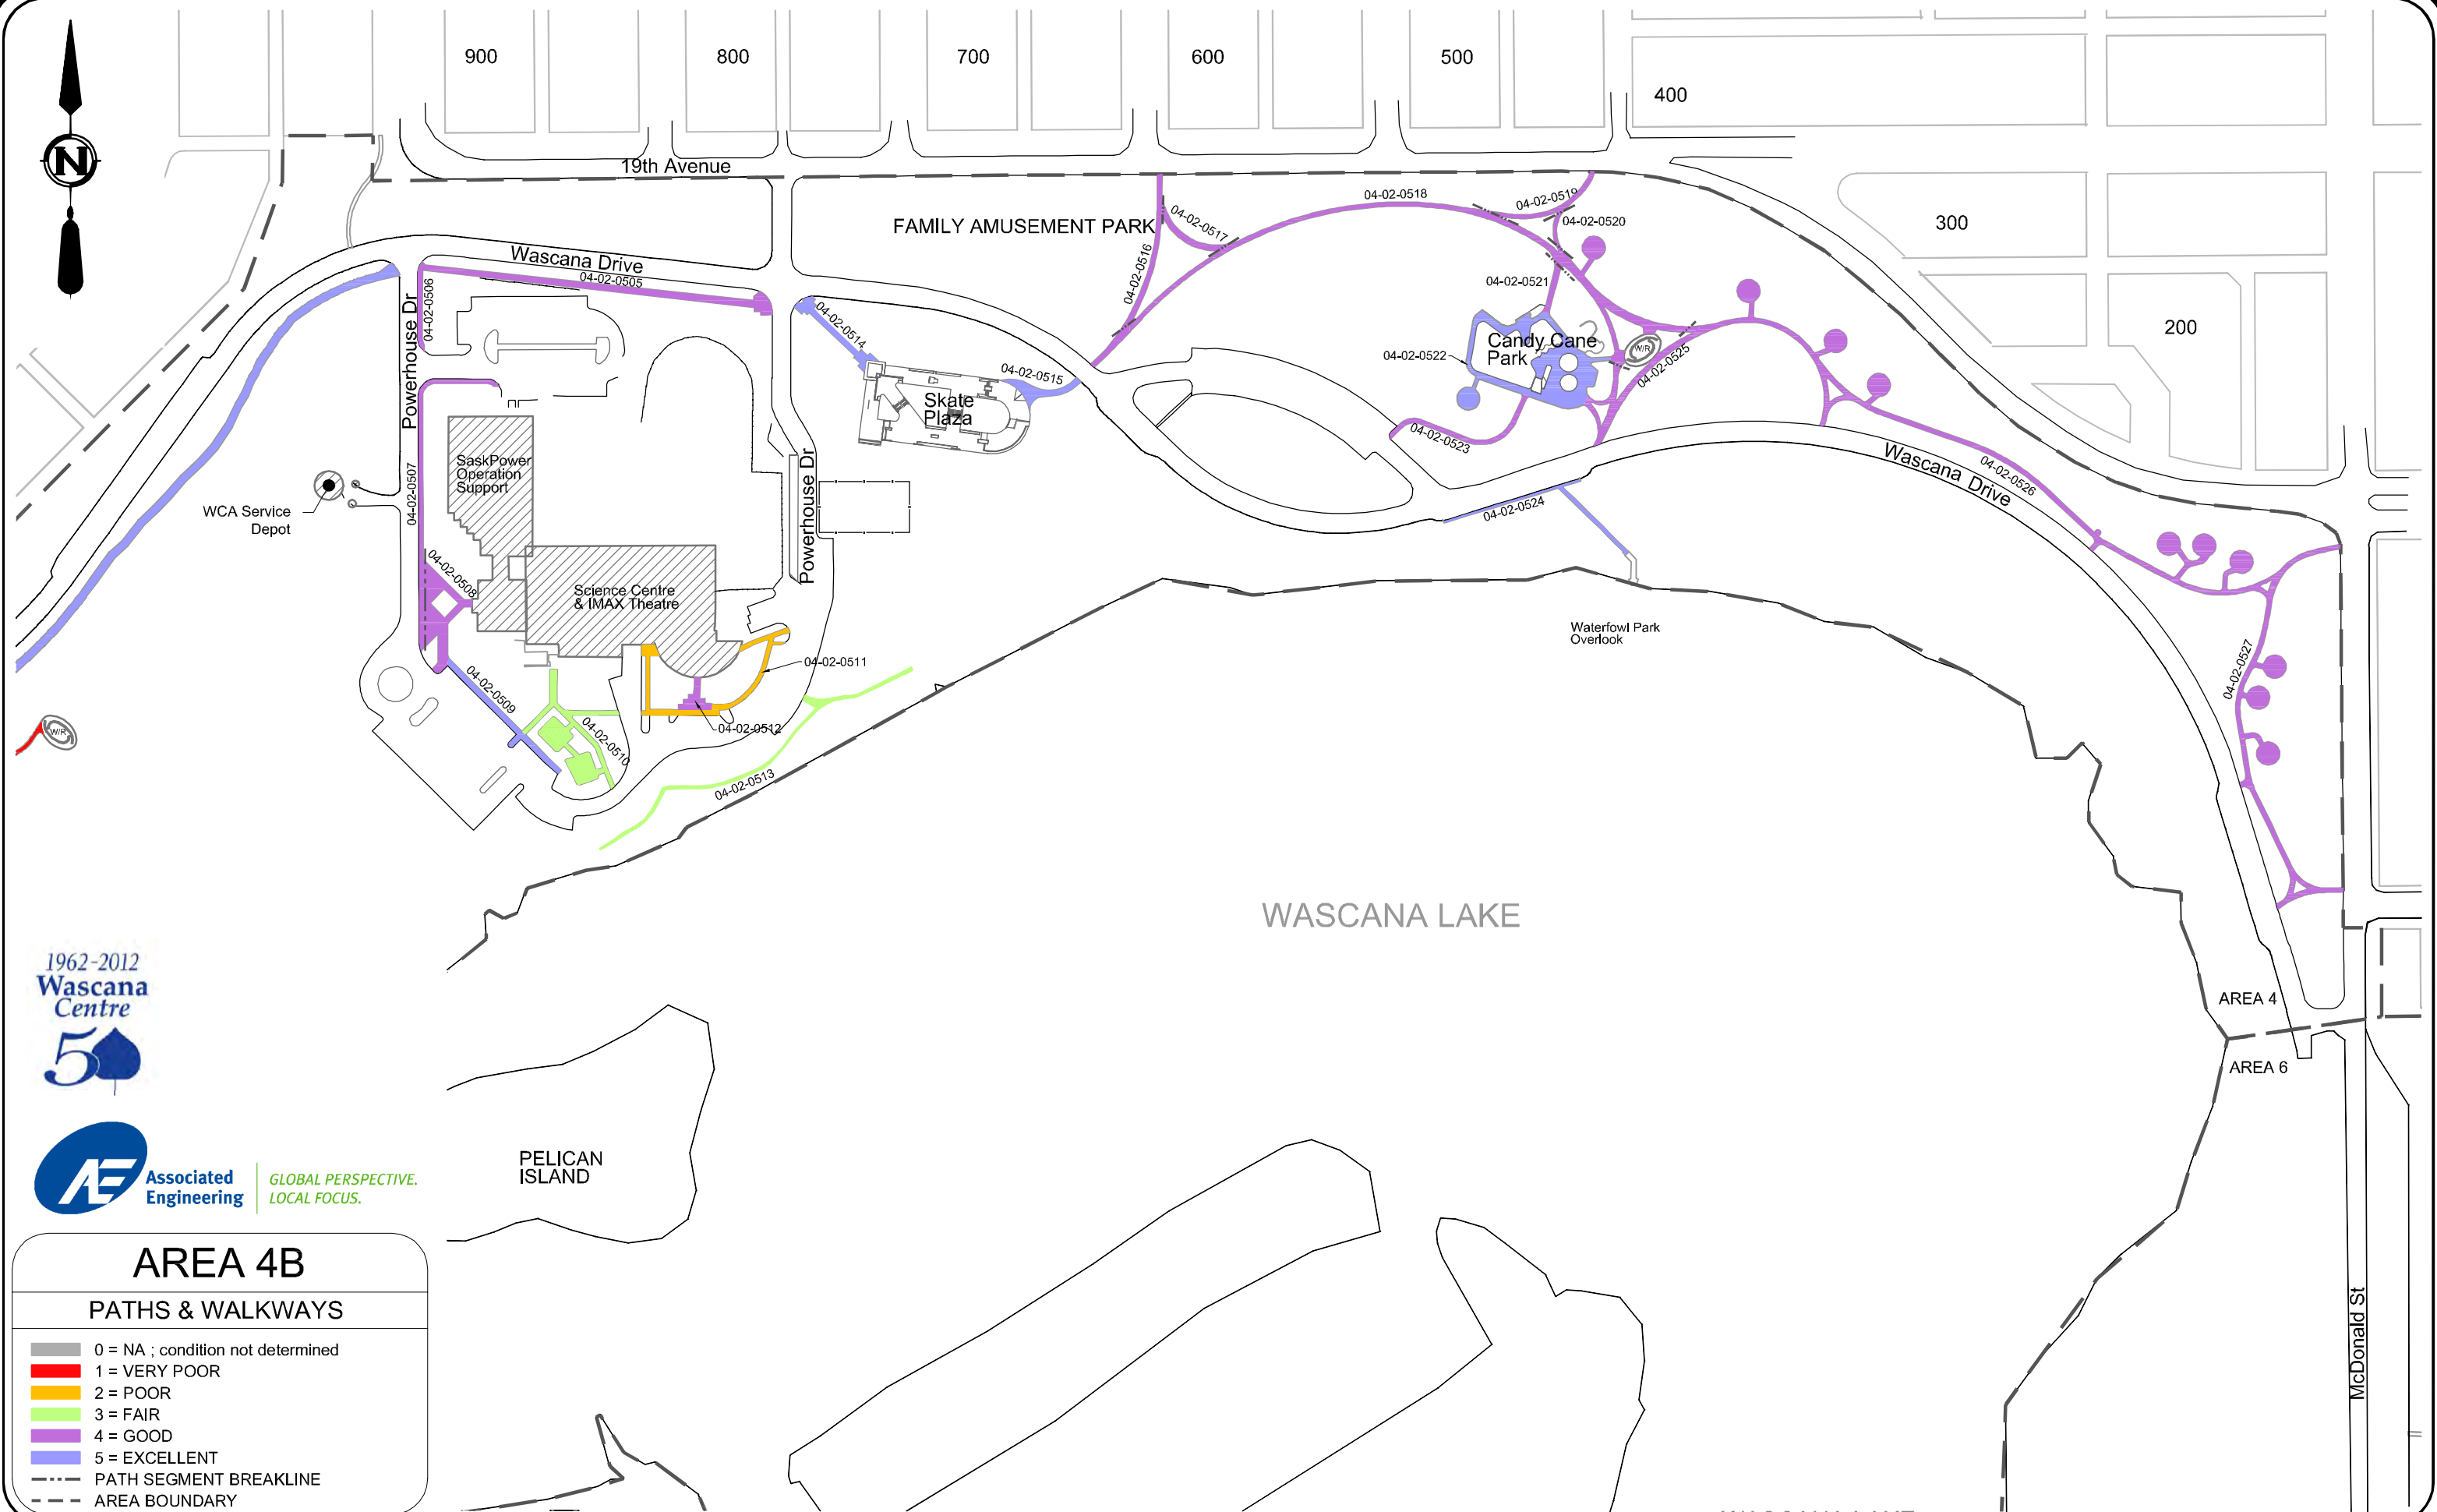 900
800
700
600
500
400
19th Avenue
N
FAMILY AMUSEMENT PARK
04-02-0516
04-02-0517
04-02-0518
04-02-0519
04-02-0520
300
Wascana Drive
04-02-0505
04-02-0506
Powerhouse Dr
04-02-0514
04-02-0515
Skate
Plaza
04-02-0521
04-02-0522
Candy Cane
Park
W/R
04-02-0525
200
04-02-0523
04-02-0524
Wascana Drive
04-02-0526
SaskPower
Operation
Support
04-02-0507
WCA Service
Depot
Powerhouse Dr
04-02-0508
Science Centre
& IMAX Theatre
Waterfowl Park
Overlook
04-02-0511
04-02-0509
04-02-0510
04-02-0512
04-02-0513
04-02-0527
W/R
WASCANA LAKE
1962-2012
Wascana
Centre
50
AREA 4
AREA 6
PELICAN
ISLAND
AE
Associated
Engineering
GLOBAL PERSPECTIVE.
LOCAL FOCUS.
McDonald St
AREA 4B
PATHS & WALKWAYS
0 = NA ; condition not determined
1 = VERY POOR
2 = POOR
3 = FAIR
4 = GOOD
5 = EXCELLENT
PATH SEGMENT BREAKLINE
AREA BOUNDARY